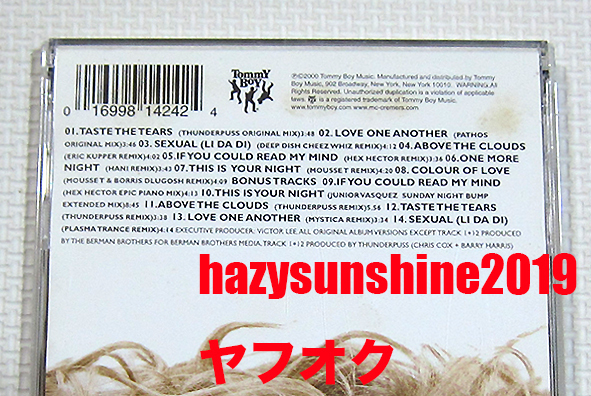 0 16998 14242 4
Tommy
Boy
℗©2000 Tommy Boy Music. Manufactured and distributed by Tommy
Boy Music, 902 Broadway, New York, New York 10010. WARNING.All
Rights Reserved. Unauthorized duplication is a violation of applicable
laws. is a registered trademark of Tommy Boy Music.
www.tommyboy.com www.mc-cremers.com
01.TASTE THE TEARS (THUNDERPUSS ORIGINAL MIX)3:48 02.LOVE ONE ANOTHER (PATHOS
ORIGINAL MIX)3:46 03.SEXUAL (LI DA DI) (DEEP DISH CHEEZ WHIZ REMIX)4:12 04.ABOVE THE CLOUDS
(ERIC KUPPER REMIX)4:02 05.IF YOU COULD READ MY MIND (HEX HECTOR REMIX)3:36 06.ONE MORE
NIGHT (HANI REMIX)3:43 07.THIS IS YOUR NIGHT (MOUSSE T REMIX)4:20 08.COLOUR OF LOVE
(MOUSSE T & BORRIS DLUGOSH REMIX)4:09 BONUS TRACKS 09.IF YOU COULD READ MY MIND
(HEX HECTOR EPIC PIANO MIX)4:13 10.THIS IS YOUR NIGHT (JUNIOR VASQUEZ SUNDAY NIGHT BUMP
EXTENDED MIX)8:45 11.ABOVE THE CLOUDS (THUNDERPUSS REMIX)5.56 12.TASTE THE TEARS
(THUNDERPUSS REMIX)3.38 13.LOVE ONE ANOTHER (MYSTICA REMIX)3.34 14.SEXUAL (LI DA DI)
(PLASMA TRANCE REMIX)4:14 EXECUTIVE PRODUCER: VICTOR LEE. ALL ORIGINAL ALBUM VERSIONS EXCEPT TRACK 1+12 PRODUCED
BY THE BERMAN BROTHERS FOR BERMAN BROTHERS MEDIA. TRACK 1+12 PRODUCED BY THUNDERPUSS (CHRIS COX + BARRY HARRIS)
hazysunshine2019
ヤフオク